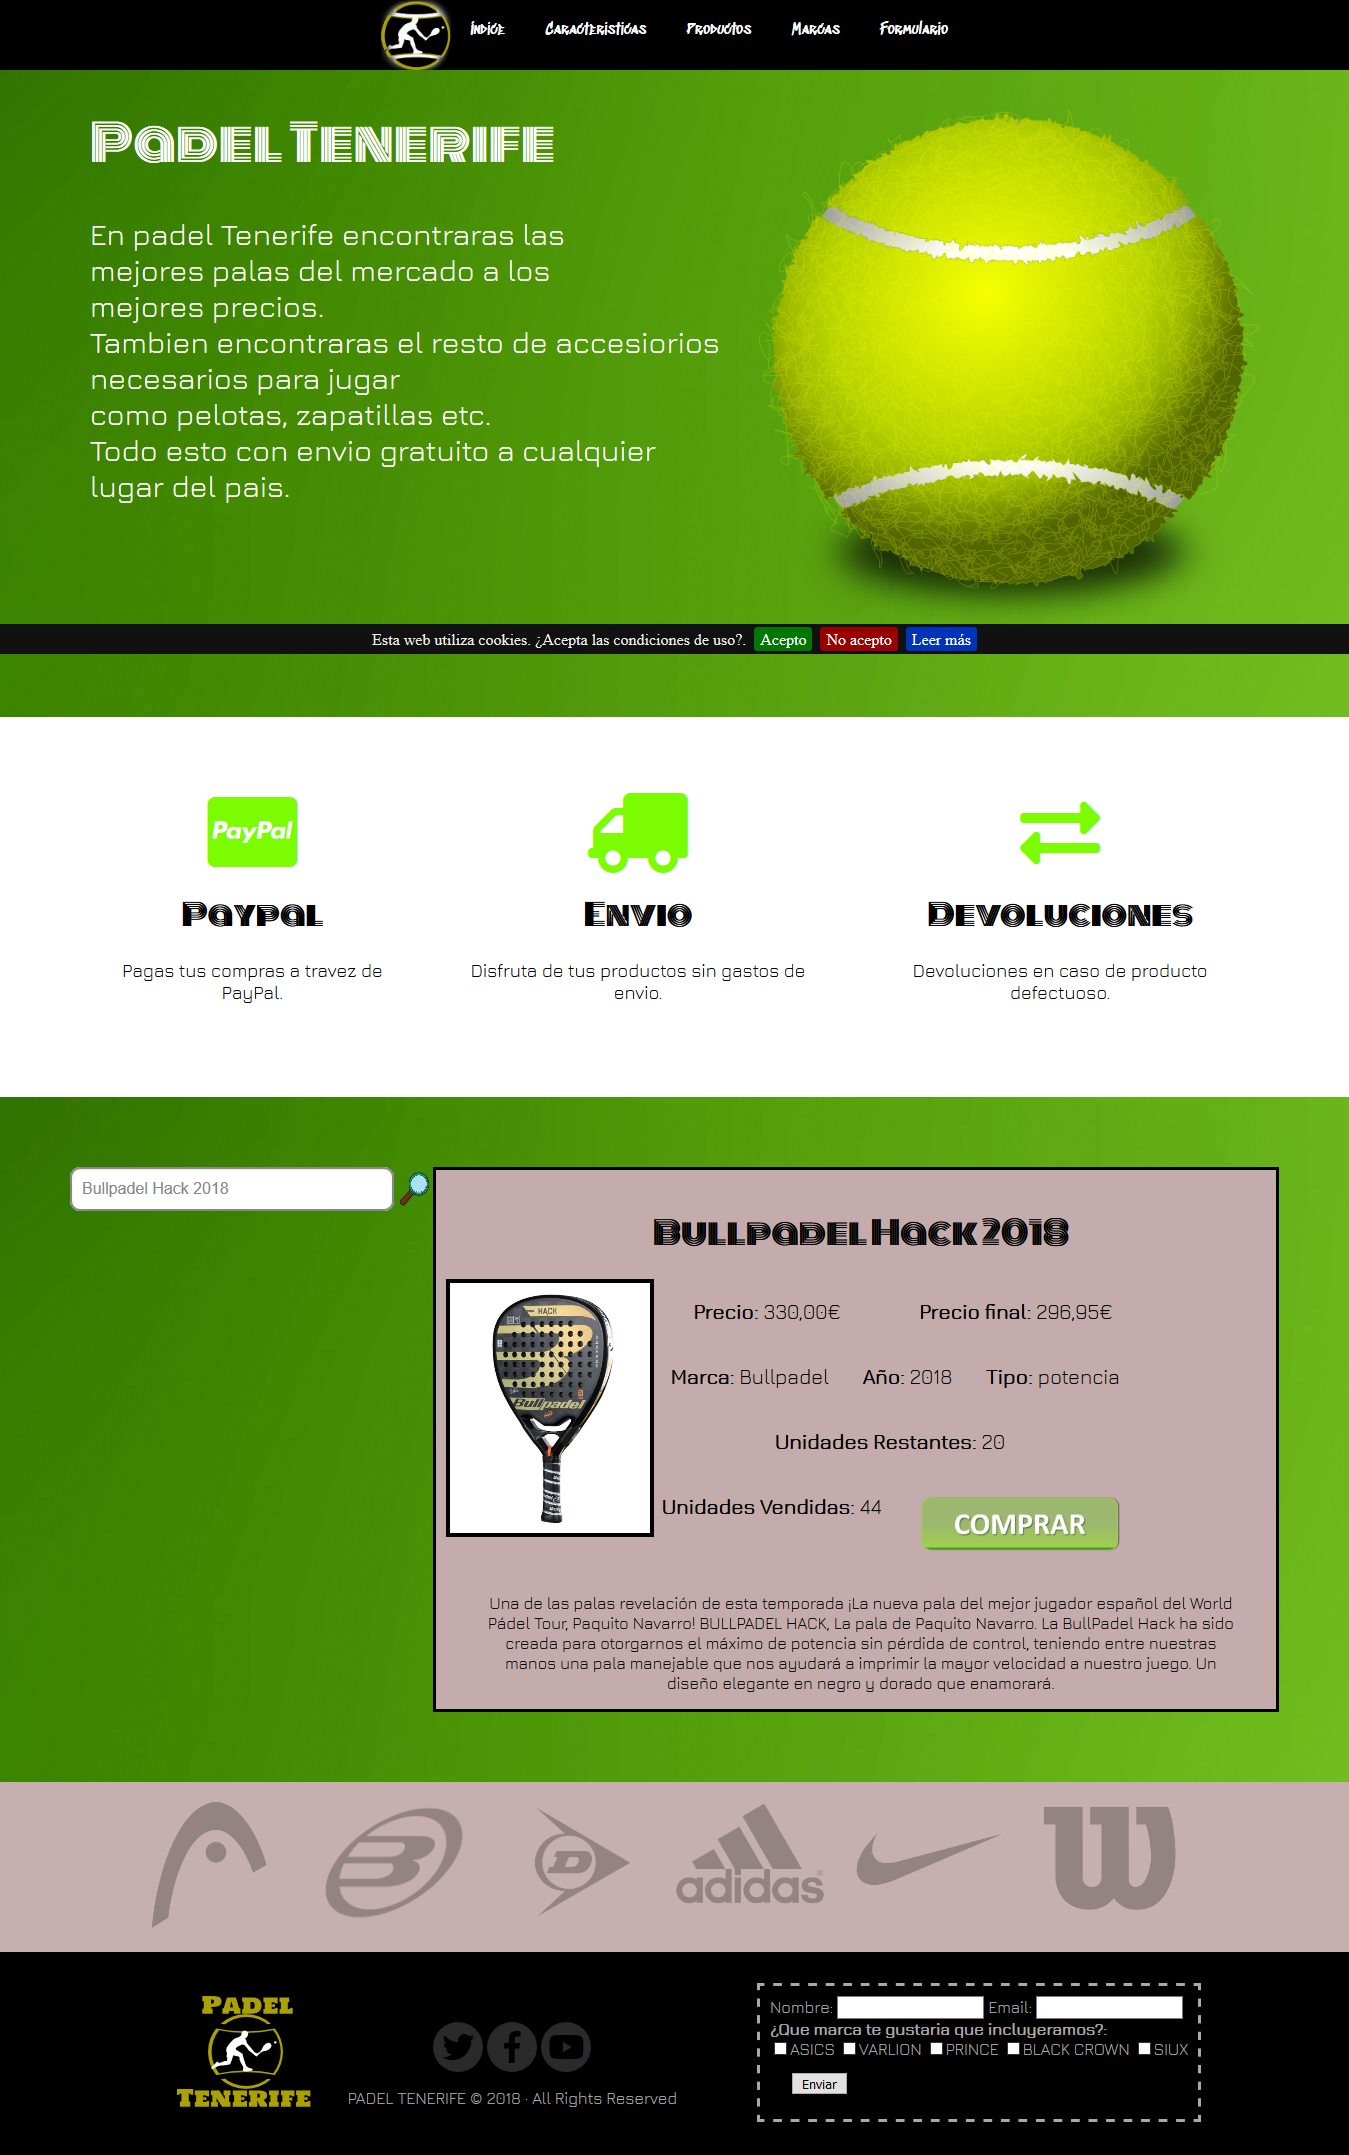 Índice Caracteristicas Productos Marcas Formulario
Padel Tenerife
En padel Tenerife encontraras las
mejores palas del mercado a los
mejores precios.
Tambien encontraras el resto de accesiorios
necesarios para jugar
como pelotas, zapatillas etc.
Todo esto con envio gratuito a cualquier
lugar del pais.
Esta web utiliza cookies. ¿Acepta las condiciones de uso?. Acepto No acepto Leer más
PayPal
Paypal Envio Devoluciones
Pagas tus compras a travez de
PayPal.
Disfruta de tus productos sin gastos de
envio.
Devoluciones en caso de producto
defectuoso.
Bullpadel Hack 2018
Bullpadel Hack 2018
HACK
Bullpadel
Precio: 330,00€ Precio final: 296,95€
Marca: Bullpadel Año: 2018 Tipo: potencia
Unidades Restantes: 20
Unidades Vendidas: 44 COMPRAR
Una de las palas revelación de esta temporada ¡La nueva pala del mejor jugador español del World
Pádel Tour, Paquito Navarro! BULLPADEL HACK, La pala de Paquito Navarro. La BullPadel Hack ha sido
creada para otorgarnos el máximo de potencia sin pérdida de control, teniendo entre nuestras
manos una pala manejable que nos ayudará a imprimir la mayor velocidad a nuestro juego. Un
diseño elegante en negro y dorado que enamorará.
D adidas W
Padel
Tenerife
PADEL TENERIFE © 2018 · All Rights Reserved
Nombre: Email:
¿Que marca te gustaria que incluyeramos?:
ASICS VARLION PRINCE BLACK CROWN SIUX
Enviar